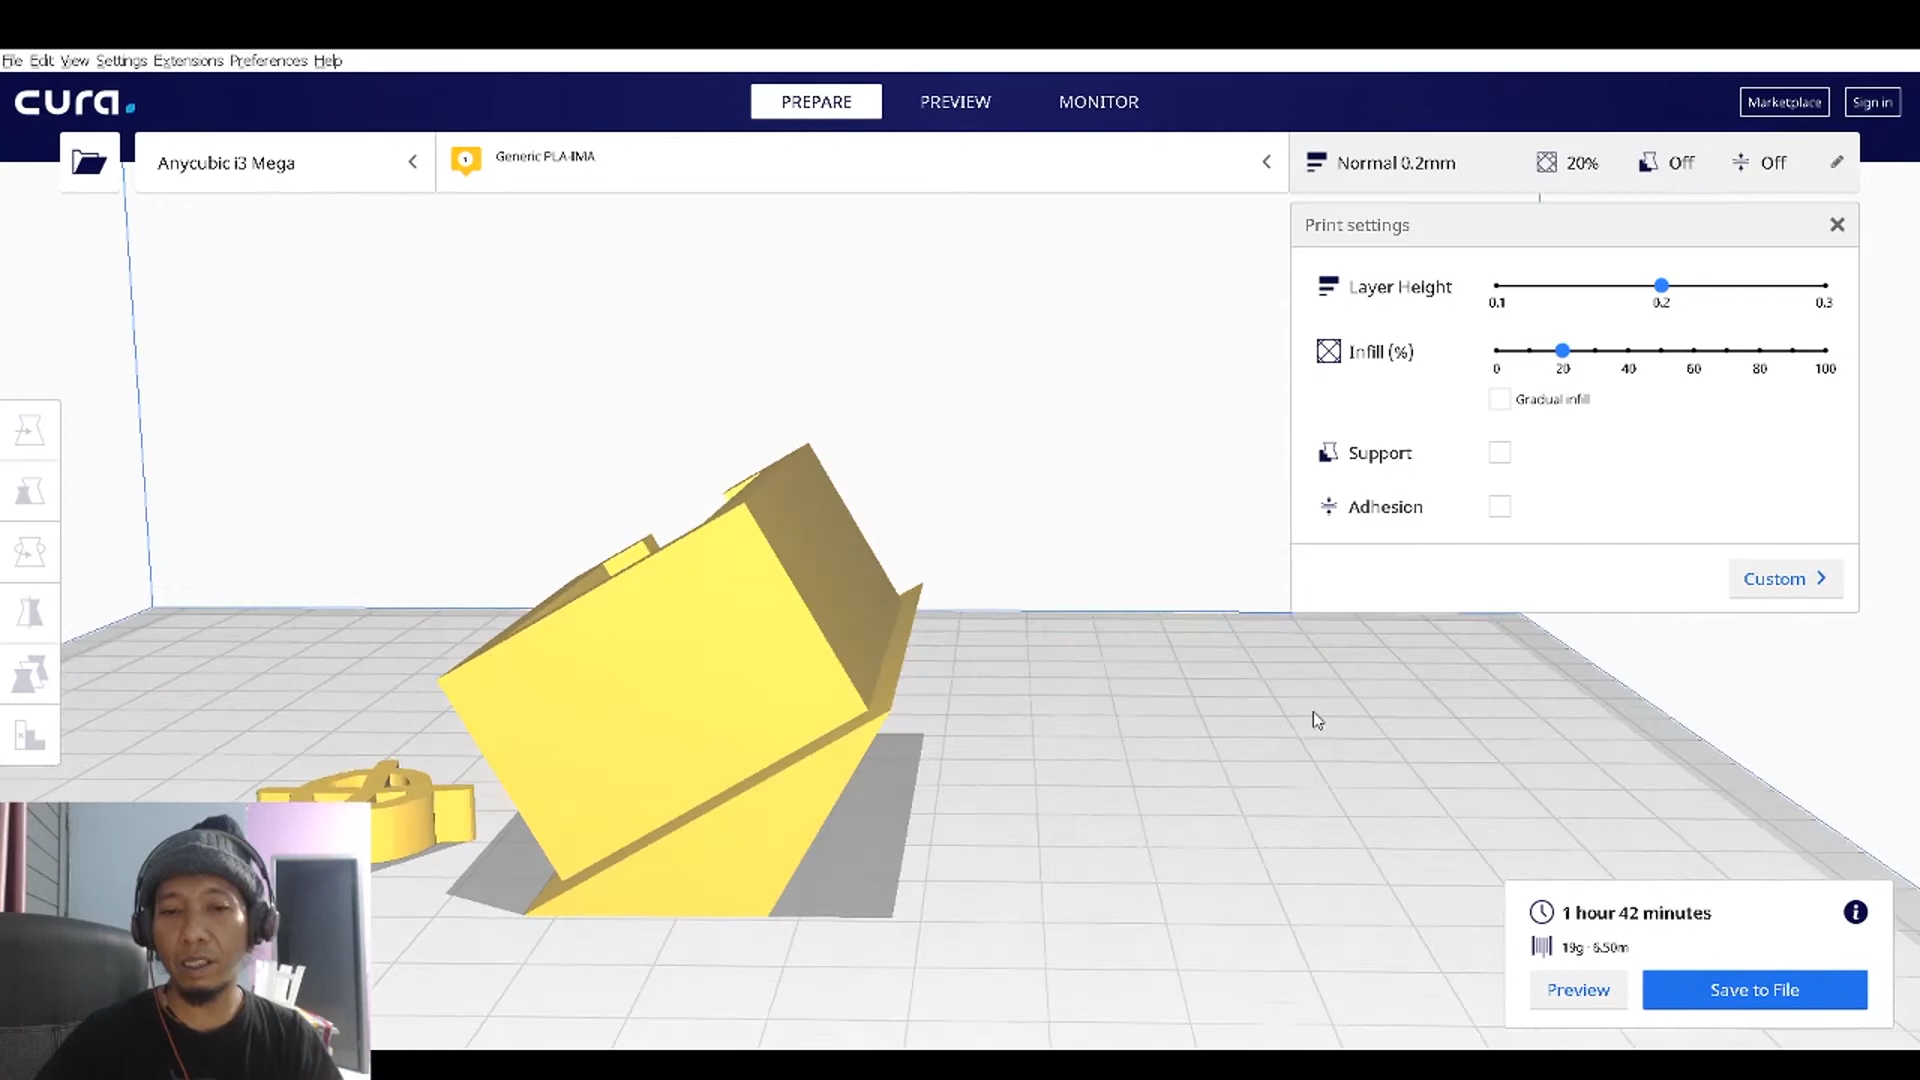 File Edit View Settings Extensions Preferences Help
cura.
PREPARE PREVIEW MONITOR
Marketplace Sign in
Anycubic i3 Mega
1
Generic PLA-IMA
Normal 0.2mm 20% Off Off
Print settings
Layer Height
0.1 0.2 0.3
Infill (%)
0 20 40 60 80 100
Gradual infill
Support
Adhesion
Custom
1 hour 42 minutes
19g · 6.50m
Preview Save to File